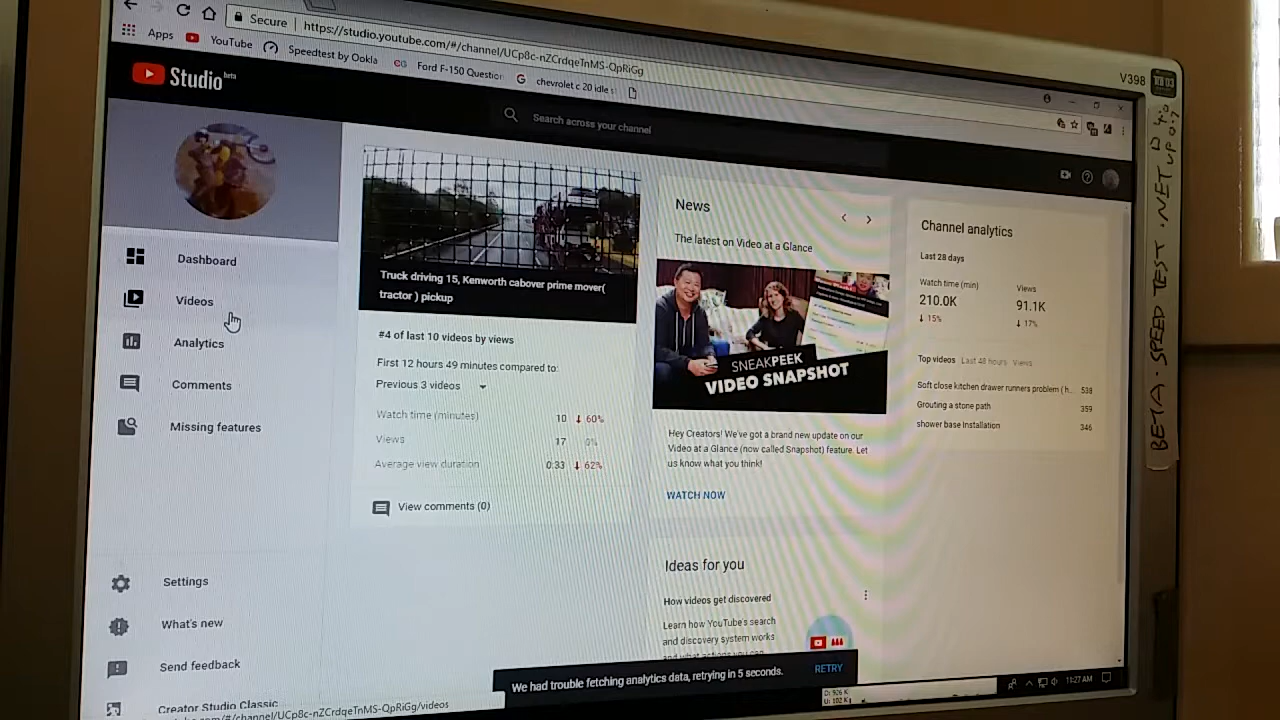 Secure https://studio.youtube.com/#/channel/UCp8c-nZCrdqeTnMS-QpRiGg
Apps YouTube Speedtest by Ookla Ford F-150 Question chevrolet c 20 idle s
V398
Studio beta
Search across your channel
Dashboard
Videos
Analytics
Comments
Missing features
Settings
What's new
Send feedback
Creator Studio Classic
Truck driving 15, Kenworth cabover prime mover(
tractor ) pickup
#4 of last 10 videos by views
First 12 hours 49 minutes compared to:
Previous 3 videos
Watch time (minutes) 10 ↓ 60%
Views 17 0%
Average view duration 0:33 ↓ 62%
View comments (0)
News
The latest on Video at a Glance
SNEAKPEEK
VIDEO SNAPSHOT
Hey Creators! We've got a brand new update on our
Video at a Glance (now called Snapshot) feature. Let
us know what you think!
WATCH NOW
Ideas for you
How videos get discovered
Learn how YouTube's search
and discovery system works
Channel analytics
Last 28 days
Watch time (min) Views
210.0K 91.1K
↓ 15% ↓ 17%
Top videos Last 48 hours Views
Soft close kitchen drawer runners problem ( h... 538
Grouting a stone path 359
shower base Installation 346
We had trouble fetching analytics data, retrying in 5 seconds. RETRY
D: 926 K
U: 102 K
11:27 AM
BETA.SPEED TEST.NET
UP 0.7